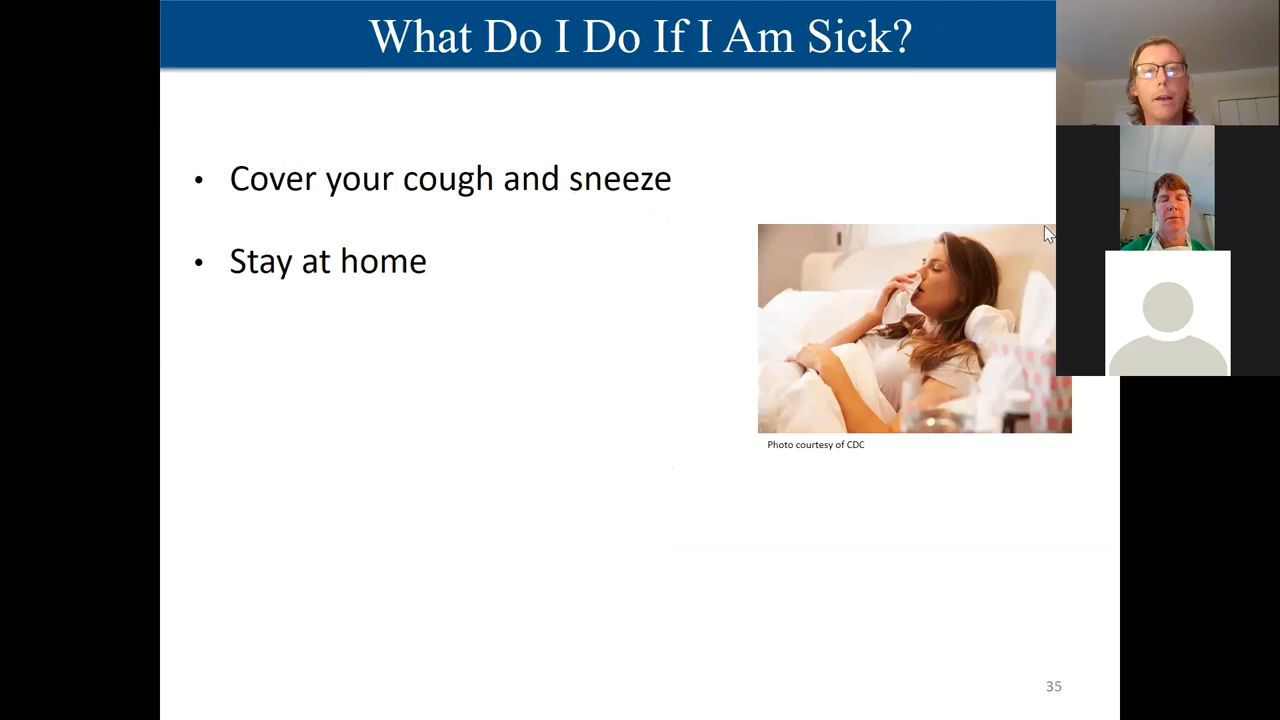 What Do I Do If I Am Sick?
• Cover your cough and sneeze
• Stay at home
Photo courtesy of CDC
35